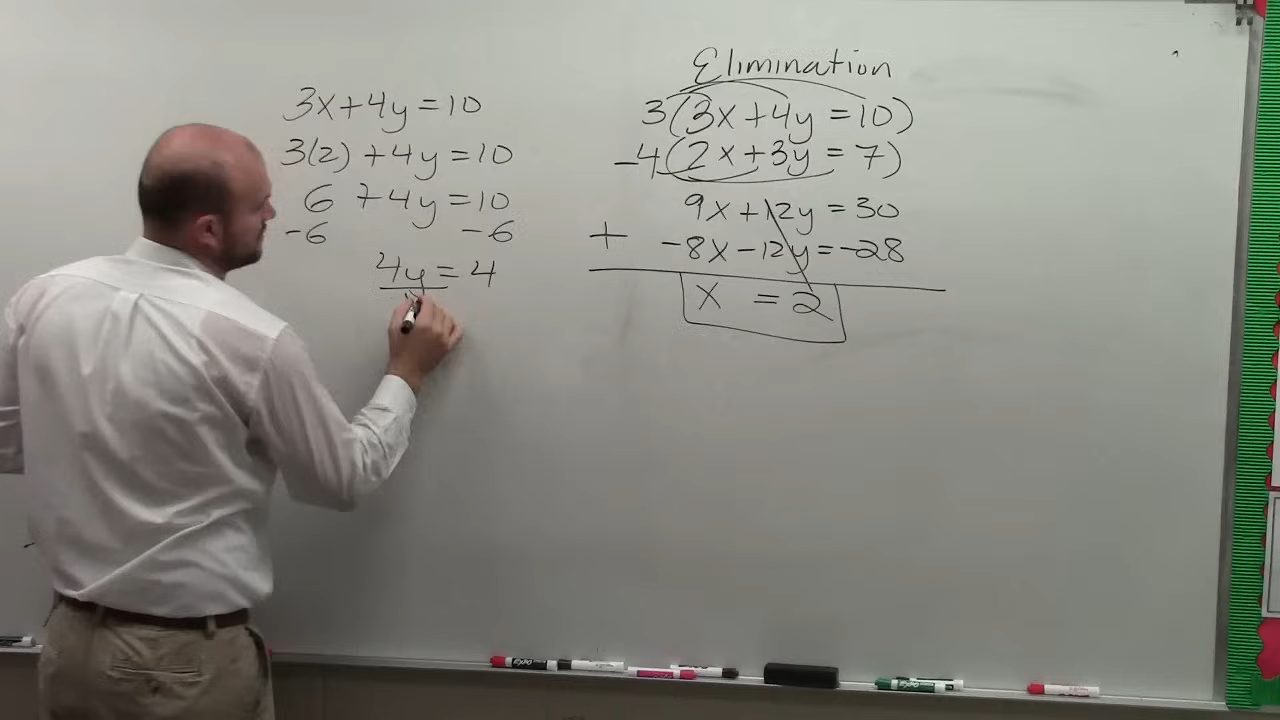 3x+4y=10
3(2)+4y=10
6+4y=10
-6 -6
4y=4
Elimination
3(3x+4y=10)
-4(2x+3y=7)
9x+12y=30
+ -8x-12y=-28
x =2